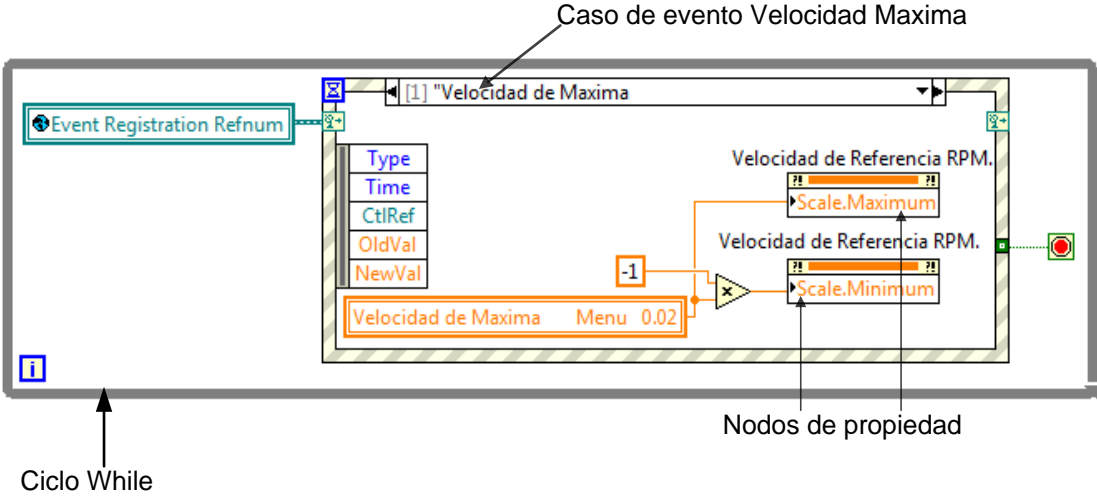 Caso de evento Velocidad Maxima
[1] "Velocidad de Maxima
Event Registration Refnum
Type
Time
CtlRef
OldVal
NewVal
Velocidad de Referencia RPM.
?! ?!
Scale.Maximum
Velocidad de Referencia RPM.
?! ?!
Scale.Minimum
-1
x
Velocidad de Maxima Menu 0.02
i
Nodos de propiedad
Ciclo While